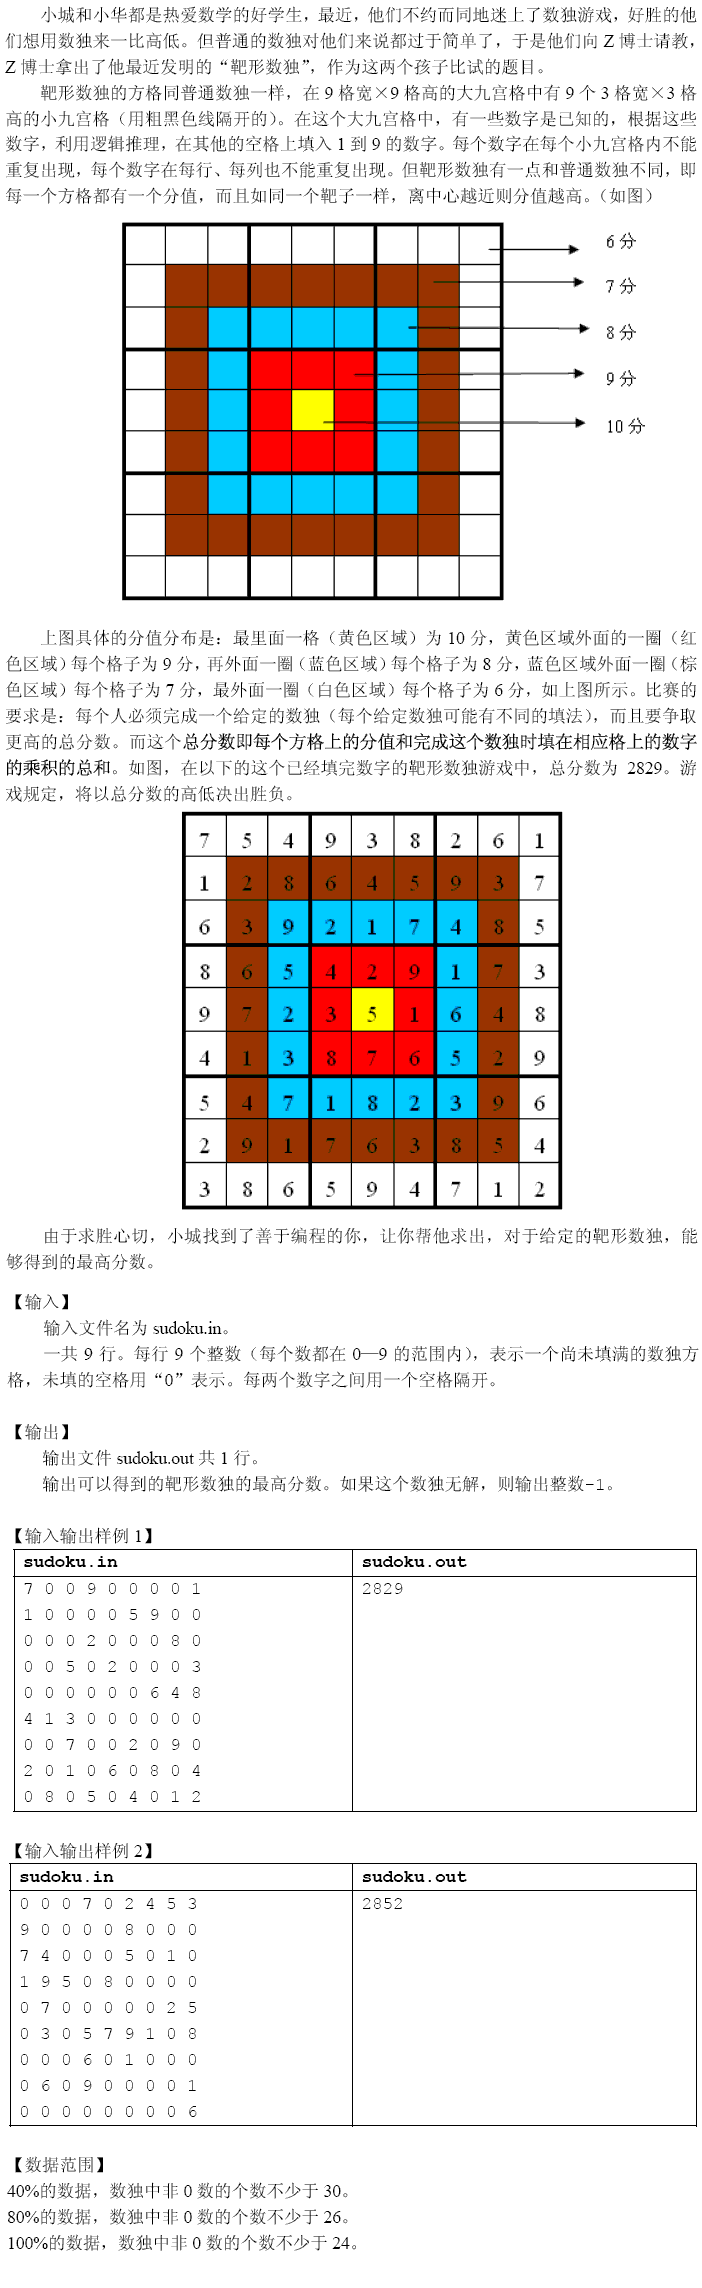 小城和小华都是热爱数学的好学生，最近，他们不约而同地迷上了数独游戏，好胜的他
们想用数独来一比高低。但普通的数独对他们来说都过于简单了，于是他们向 Z 博士请教，
Z 博士拿出了他最近发明的“靶形数独”，作为这两个孩子比试的题目。
靶形数独的方格同普通数独一样，在 9 格宽×9 格高的大九宫格中有 9 个 3 格宽×3 格
高的小九宫格（用粗黑色线隔开的）。在这个大九宫格中，有一些数字是已知的，根据这些
数字，利用逻辑推理，在其他的空格上填入 1 到 9 的数字。每个数字在每个小九宫格内不能
重复出现，每个数字在每行、每列也不能重复出现。但靶形数独有一点和普通数独不同，即
每一个方格都有一个分值，而且如同一个靶子一样，离中心越近则分值越高。（如图）
6 分
7 分
8 分
9 分
10 分
上图具体的分值分布是：最里面一格（黄色区域）为 10 分，黄色区域外面的一圈（红
色区域）每个格子为 9 分，再外面一圈（蓝色区域）每个格子为 8 分，蓝色区域外面一圈（棕
色区域）每个格子为 7 分，最外面一圈（白色区域）每个格子为 6 分，如上图所示。比赛的
要求是：每个人必须完成一个给定的数独（每个给定数独可能有不同的填法），而且要争取
更高的总分数。而这个总分数即每个方格上的分值和完成这个数独时填在相应格上的数字
的乘积的总和。如图，在以下的这个已经填完数字的靶形数独游戏中，总分数为 2829。游
戏规定，将以总分数的高低决出胜负。
7 5 4 9 3 8 2 6 1
1 2 8 6 4 5 9 3 7
6 3 9 2 1 7 4 8 5
8 6 5 4 2 9 1 7 3
9 7 2 3 5 1 6 4 8
4 1 3 8 7 6 5 2 9
5 4 7 1 8 2 3 9 6
2 9 1 7 6 3 8 5 4
3 8 6 5 9 4 7 1 2
由于求胜心切，小城找到了善于编程的你，让你帮他求出，对于给定的靶形数独，能
够得到的最高分数。
【输入】
输入文件名为 sudoku.in。
一共 9 行。每行 9 个整数（每个数都在 0—9 的范围内），表示一个尚未填满的数独方
格，未填的空格用“0”表示。每两个数字之间用一个空格隔开。
【输出】
输出文件 sudoku.out 共 1 行。
输出可以得到的靶形数独的最高分数。如果这个数独无解，则输出整数-1。
【输入输出样例 1】
sudoku.in sudoku.out
7 0 0 9 0 0 0 0 1 2829
1 0 0 0 0 5 9 0 0
0 0 0 2 0 0 0 8 0
0 0 5 0 2 0 0 0 3
0 0 0 0 0 0 6 4 8
4 1 3 0 0 0 0 0 0
0 0 7 0 0 2 0 9 0
2 0 1 0 6 0 8 0 4
0 8 0 5 0 4 0 1 2
【输入输出样例 2】
sudoku.in sudoku.out
0 0 0 7 0 2 4 5 3 2852
9 0 0 0 0 8 0 0 0
7 4 0 0 0 5 0 1 0
1 9 5 0 8 0 0 0 0
0 7 0 0 0 0 0 2 5
0 3 0 5 7 9 1 0 8
0 0 0 6 0 1 0 0 0
0 6 0 9 0 0 0 0 1
0 0 0 0 0 0 0 0 6
【数据范围】
40%的数据，数独中非 0 数的个数不少于 30。
80%的数据，数独中非 0 数的个数不少于 26。
100%的数据，数独中非 0 数的个数不少于 24。